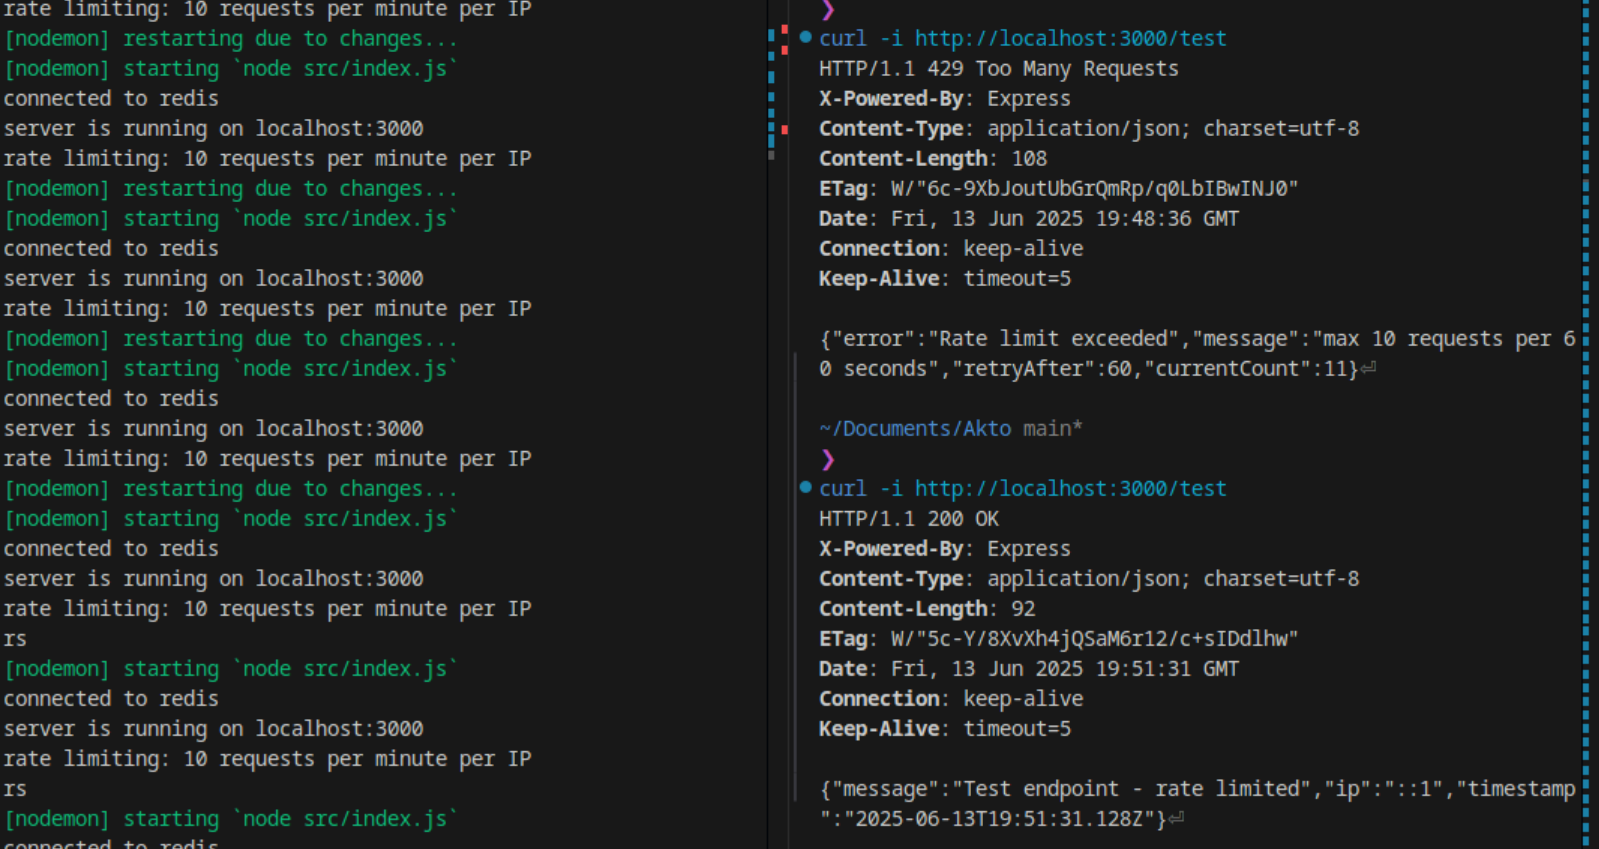 rate limiting: 10 requests per minute per IP
[nodemon] restarting due to changes...
[nodemon] starting `node src/index.js`
connected to redis
server is running on localhost:3000
rate limiting: 10 requests per minute per IP
[nodemon] restarting due to changes...
[nodemon] starting `node src/index.js`
connected to redis
server is running on localhost:3000
rate limiting: 10 requests per minute per IP
[nodemon] restarting due to changes...
[nodemon] starting `node src/index.js`
connected to redis
server is running on localhost:3000
rate limiting: 10 requests per minute per IP
[nodemon] restarting due to changes...
[nodemon] starting `node src/index.js`
connected to redis
server is running on localhost:3000
rate limiting: 10 requests per minute per IP
rs
[nodemon] starting `node src/index.js`
connected to redis
server is running on localhost:3000
rate limiting: 10 requests per minute per IP
rs
[nodemon] starting `node src/index.js`
connected to redis
❯
curl -i http://localhost:3000/test
HTTP/1.1 429 Too Many Requests
X-Powered-By: Express
Content-Type: application/json; charset=utf-8
Content-Length: 108
ETag: W/"6c-9XbJoutUbGrQmRp/q0LbIBwINJ0"
Date: Fri, 13 Jun 2025 19:48:36 GMT
Connection: keep-alive
Keep-Alive: timeout=5
{"error":"Rate limit exceeded","message":"max 10 requests per 6
0 seconds","retryAfter":60,"currentCount":11}⏎
~/Documents/Akto main*
❯
curl -i http://localhost:3000/test
HTTP/1.1 200 OK
X-Powered-By: Express
Content-Type: application/json; charset=utf-8
Content-Length: 92
ETag: W/"5c-Y/8XvXh4jQSaM6r12/c+sIDdlhw"
Date: Fri, 13 Jun 2025 19:51:31 GMT
Connection: keep-alive
Keep-Alive: timeout=5
{"message":"Test endpoint - rate limited","ip":"::1","timestamp
":"2025-06-13T19:51:31.128Z"}⏎